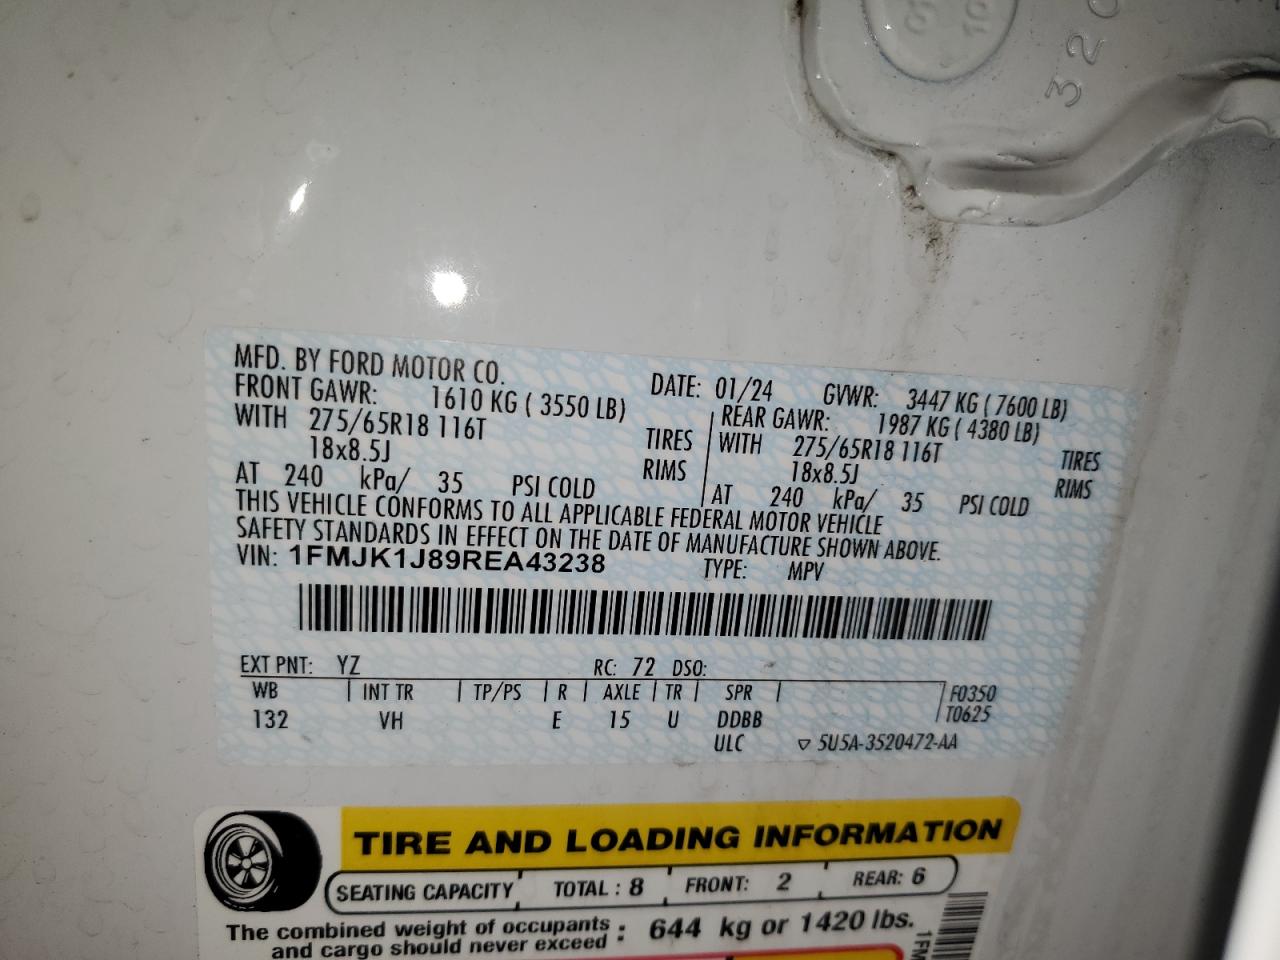 320
MFD. BY FORD MOTOR CO.
DATE: 01/24 GVWR: 3447 KG ( 7600 LB)
FRONT GAWR: 1610 KG ( 3550 LB)
REAR GAWR: 1987 KG ( 4380 LB)
WITH 275/65R18 116T TIRES
WITH 275/65R18 116T TIRES
18x8.5J RIMS
18x8.5J RIMS
AT 240 kPa/ 35 PSI COLD
AT 240 kPa/ 35 PSI COLD
THIS VEHICLE CONFORMS TO ALL APPLICABLE FEDERAL MOTOR VEHICLE
SAFETY STANDARDS IN EFFECT ON THE DATE OF MANUFACTURE SHOWN ABOVE.
VIN: 1FMJK1J89REA43238 TYPE: MPV
EXT PNT: YZ RC: 72 DSO:
WB | INT TR | TP/PS | R | AXLE | TR | SPR | F0350
132 VH E 15 U DDBB T0625
ULC ▽ 5U5A-3520472-AA
TIRE AND LOADING INFORMATION
SEATING CAPACITY TOTAL : 8 FRONT: 2 REAR: 6
The combined weight of occupants
and cargo should never exceed : 644 kg or 1420 lbs.
1FM